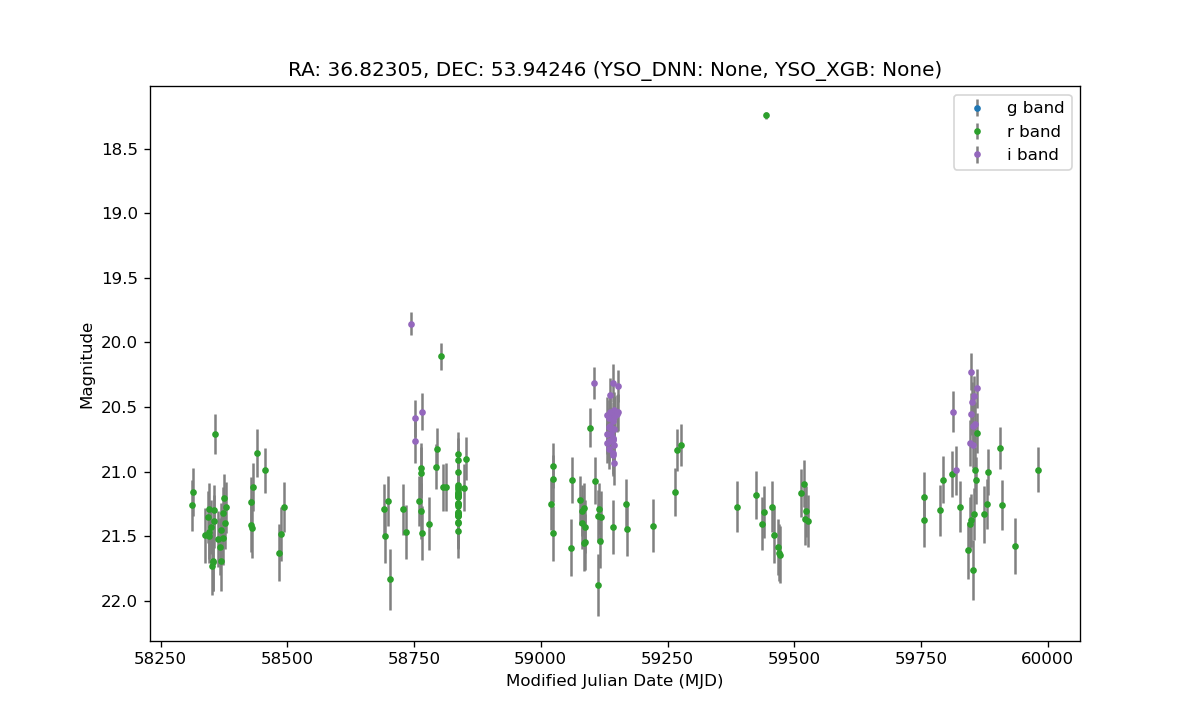 RA: 36.82305, DEC: 53.94246 (YSO_DNN: None, YSO_XGB: None)
g band
r band
i band
18.5
19.0
19.5
20.0
20.5
21.0
21.5
22.0
Magnitude
58250 58500 58750 59000 59250 59500 59750 60000
Modified Julian Date (MJD)